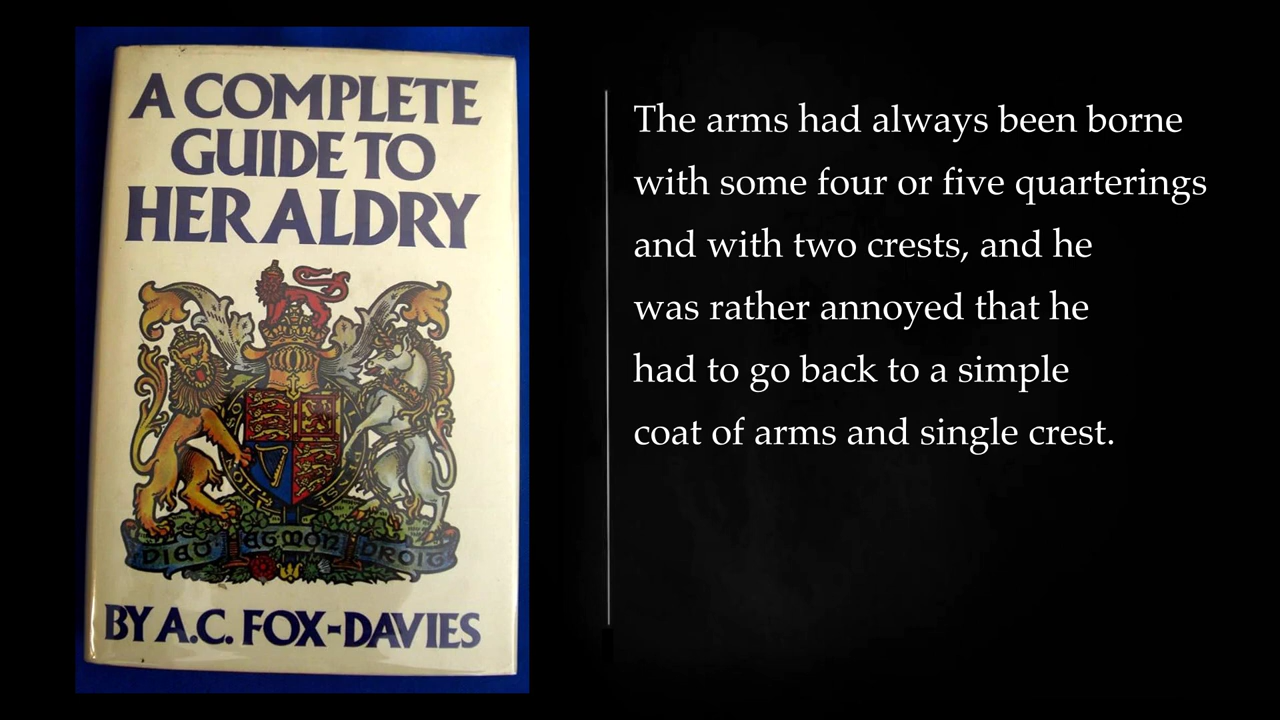 A COMPLETE
GUIDE TO
HERALDRY
DIEU ET MON DROIT
BY A.C. FOX-DAVIES
The arms had always been borne
with some four or five quarterings
and with two crests, and he
was rather annoyed that he
had to go back to a simple
coat of arms and single crest.